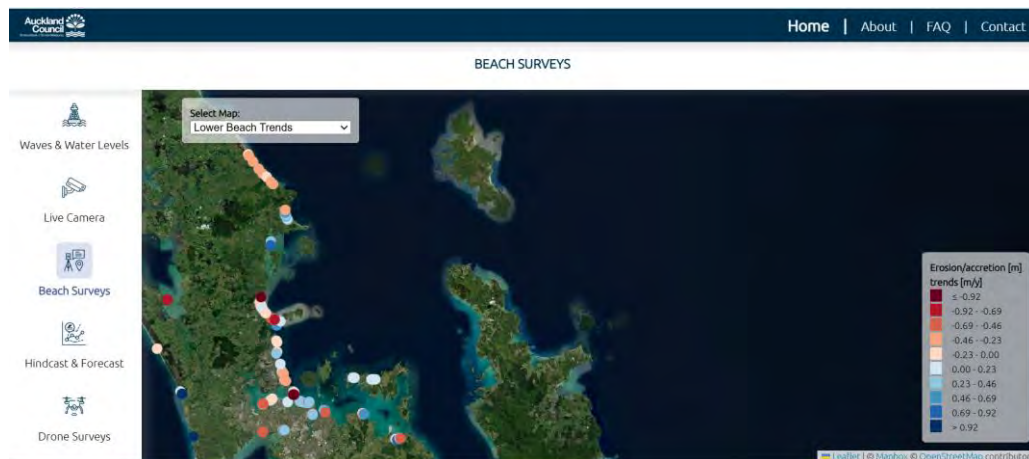 Auckland
Council
Home | About | FAQ | Contact
BEACH SURVEYS
Waves & Water Levels
Live Camera
Beach Surveys
Hindcast & Forecast
Drone Surveys
Select Map:
Lower Beach Trends
Erosion/accretion [m]
trends [m/y]
≤ -0.92
-0.92 - -0.69
-0.69 - -0.46
-0.46 - -0.23
-0.23 - 0.00
0.00 - 0.23
0.23 - 0.46
0.46 - 0.69
0.69 - 0.92
> 0.92
Leaflet | © Mapbox © OpenStreetMap contributors